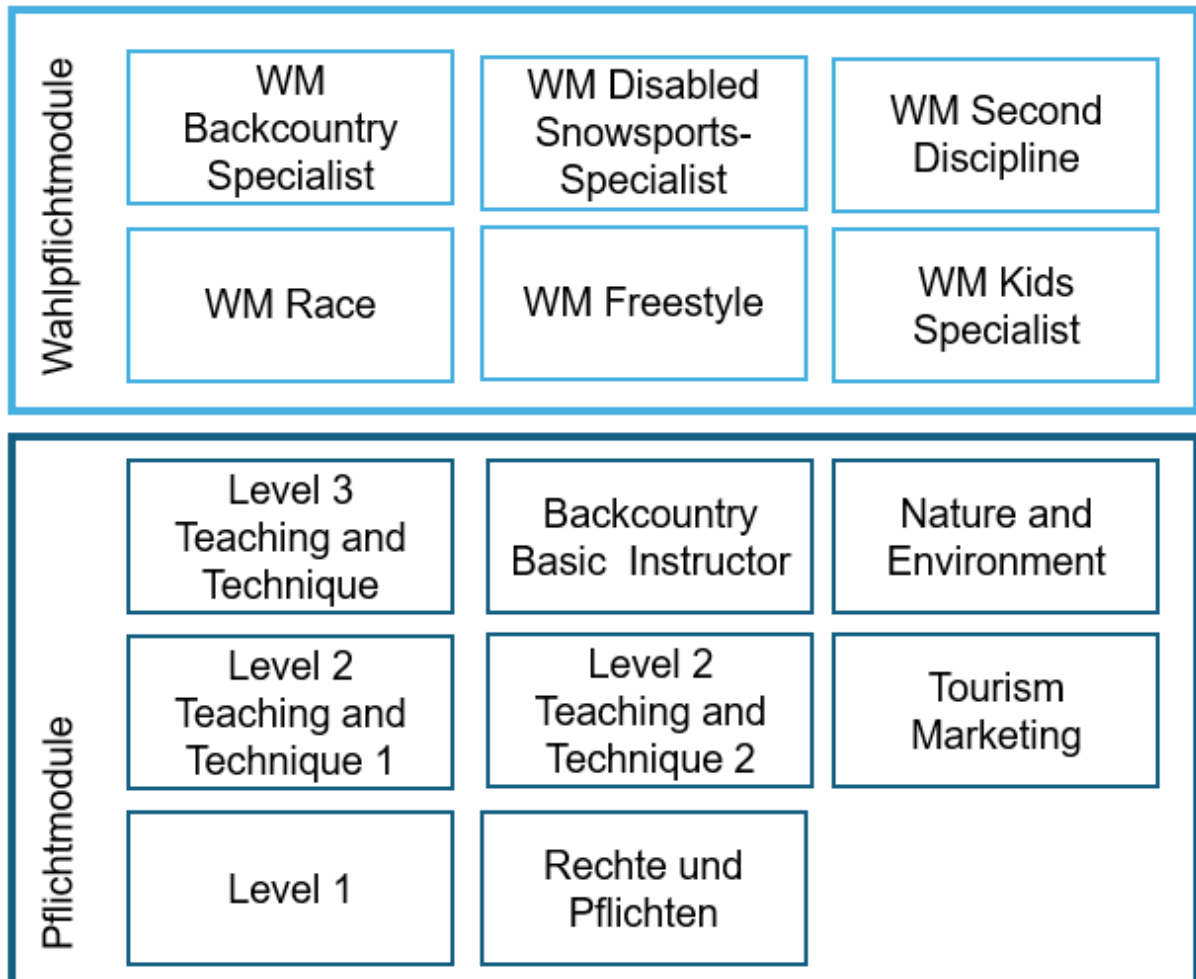 Wahlpflichtmodule
WM
Backcountry
Specialist
WM Disabled
Snowsports-
Specialist
WM Second
Discipline
WM Race
WM Freestyle
WM Kids
Specialist
Pflichtmodule
Level 3
Teaching and
Technique
Backcountry
Basic Instructor
Nature and
Environment
Level 2
Teaching and
Technique 1
Level 2
Teaching and
Technique 2
Tourism
Marketing
Level 1
Rechte und
Pflichten